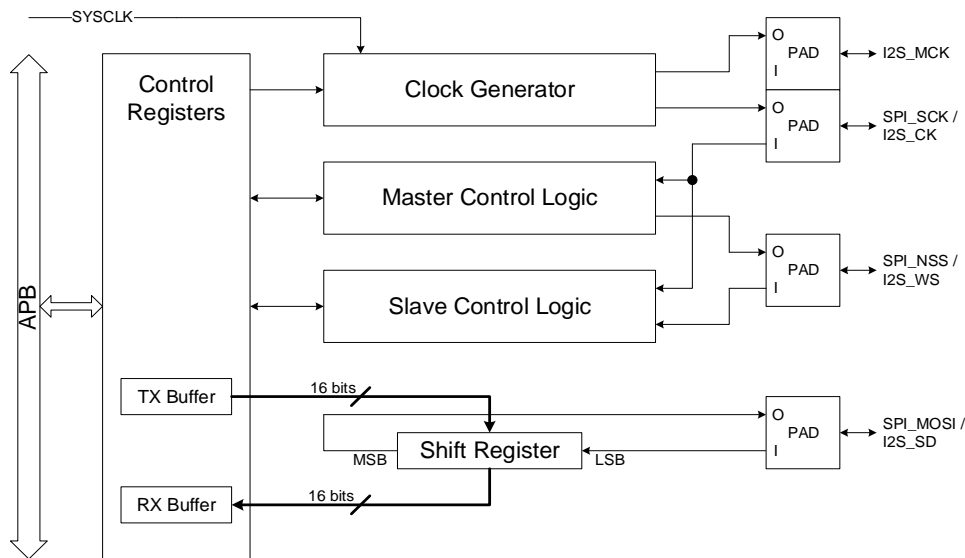 SYSCLK
APB
Control
Registers
Clock Generator
Master Control Logic
Slave Control Logic
O
PAD
I
I2S_MCK
O
PAD
I
SPI_SCK /
I2S_CK
O
PAD
I
SPI_NSS /
I2S_WS
TX Buffer
16 bits
Shift Register
MSB
LSB
O
PAD
I
SPI_MOSI /
I2S_SD
RX Buffer
16 bits